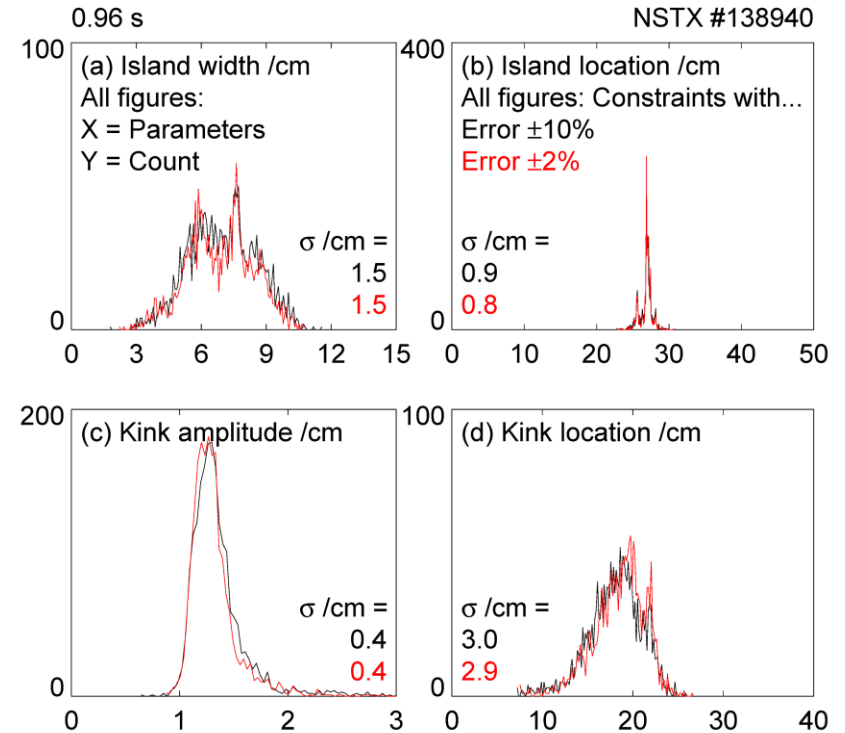 0.96 s NSTX #138940
100
(a) Island width /cm
All figures:
X = Parameters
Y = Count
σ /cm =
1.5
1.5
0
0 3 6 9 12 15
400
(b) Island location /cm
All figures: Constraints with...
Error ±10%
Error ±2%
σ /cm =
0.9
0.8
0
0 10 20 30 40 50
200
(c) Kink amplitude /cm
σ /cm =
0.4
0.4
0
0 1 2 3
100
(d) Kink location /cm
σ /cm =
3.0
2.9
0
0 10 20 30 40